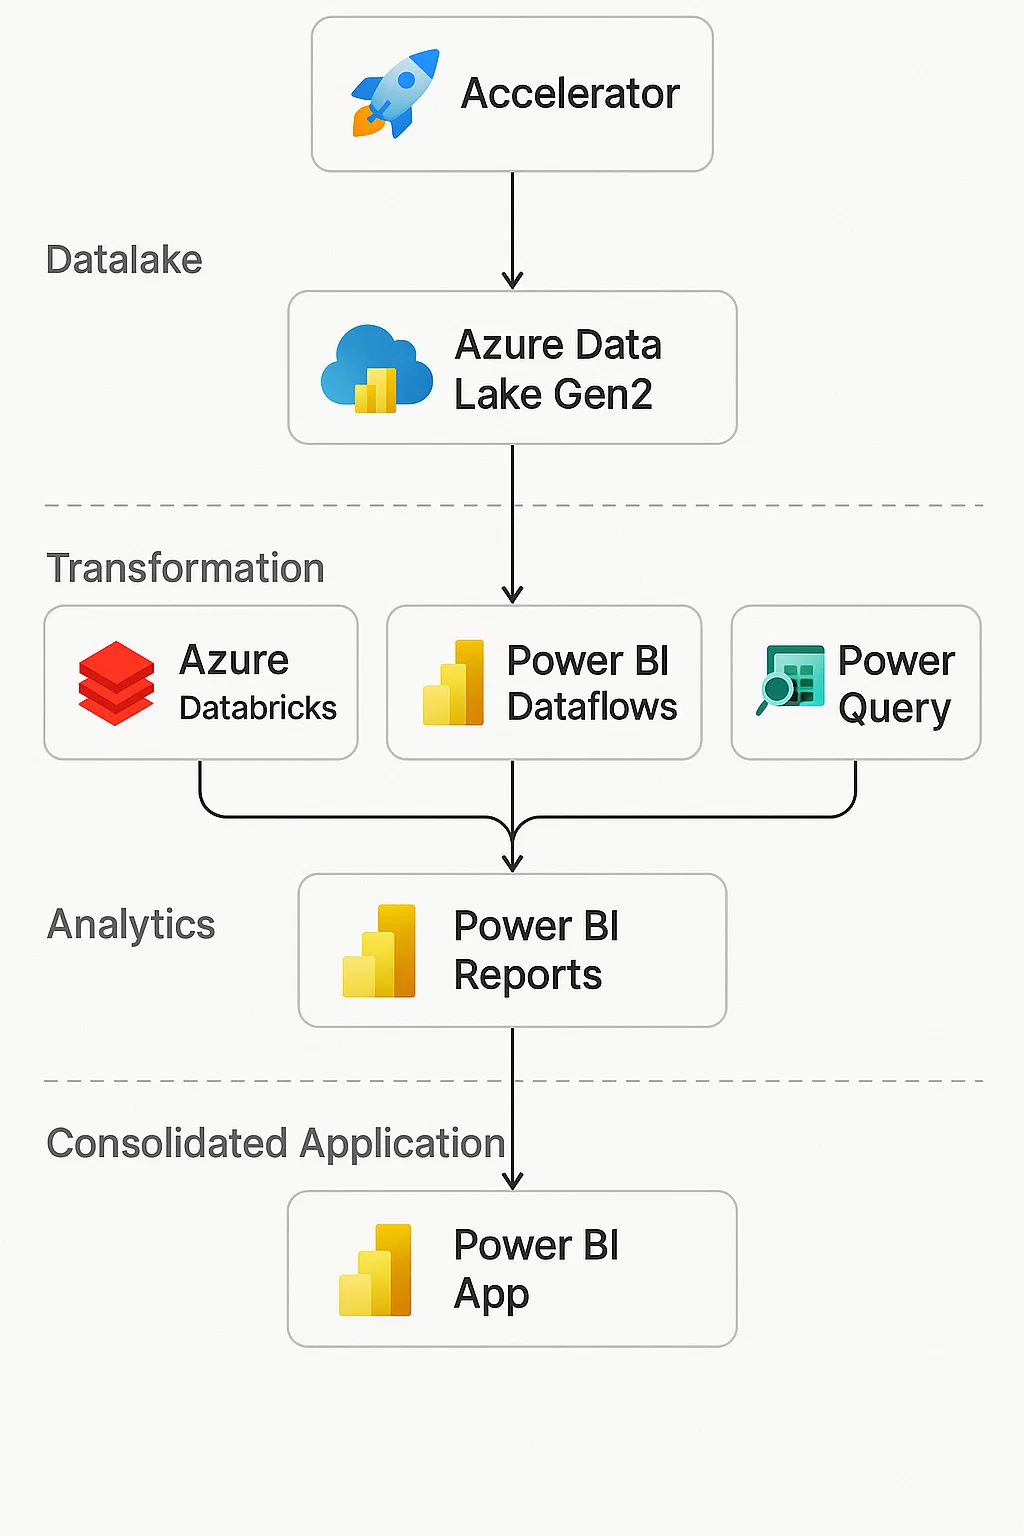 Accelerator
Datalake
Azure Data
Lake Gen2
Transformation
Azure
Databricks
Power BI
Dataflows
Power
Query
Analytics
Power BI
Reports
Consolidated Application
Power BI
App